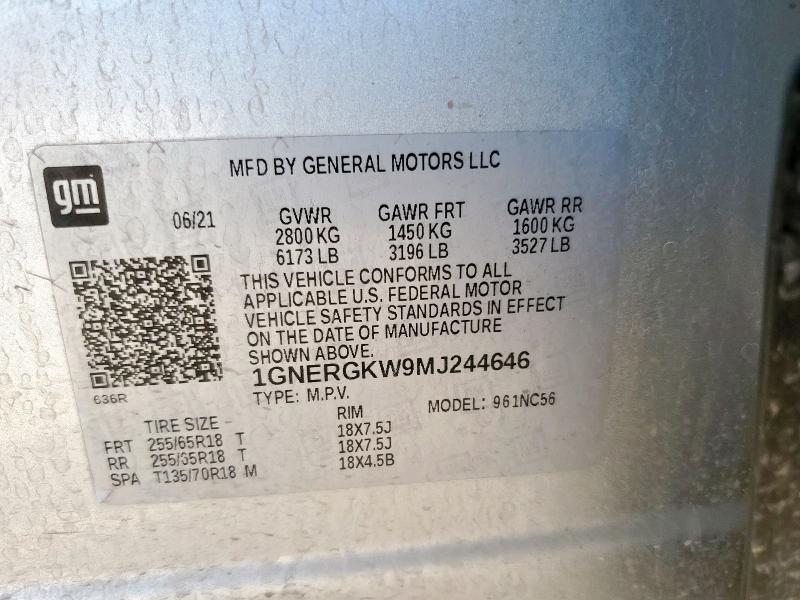 MFD BY GENERAL MOTORS LLC
gm
06/21
GVWR GAWR FRT GAWR RR
2800 KG 1450 KG 1600 KG
6173 LB 3196 LB 3527 LB
THIS VEHICLE CONFORMS TO ALL
APPLICABLE U.S. FEDERAL MOTOR
VEHICLE SAFETY STANDARDS IN EFFECT
ON THE DATE OF MANUFACTURE
SHOWN ABOVE.
1GNERGKW9MJ244646
636R
TYPE: M.P.V. MODEL: 961NC56
TIRE SIZE RIM
FRT 255/65R18 T 18X7.5J
RR 255/35R18 T 18X7.5J
SPA T135/70R18 M 18X4.5B